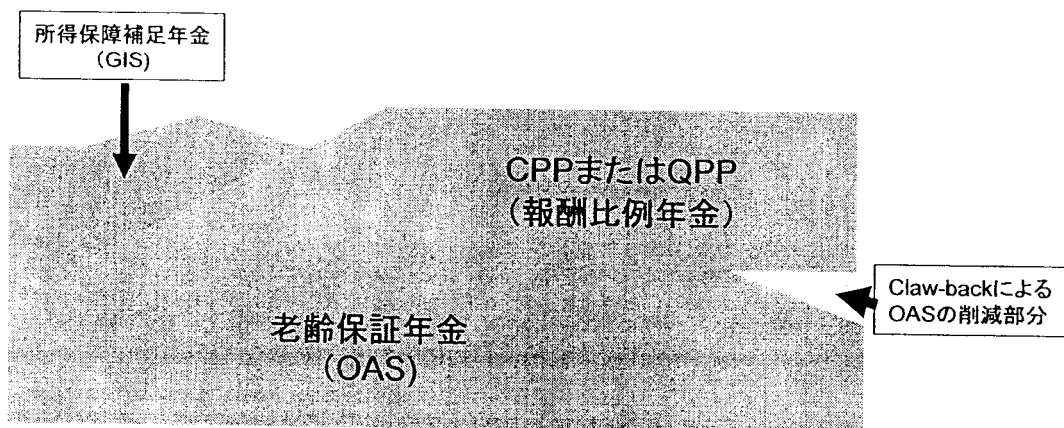 所得保障補足年金
(GIS)
CPPまたはQPP
（報酬比例年金）
Claw-backによる
OASの削減部分
老齢保証年金
(OAS)